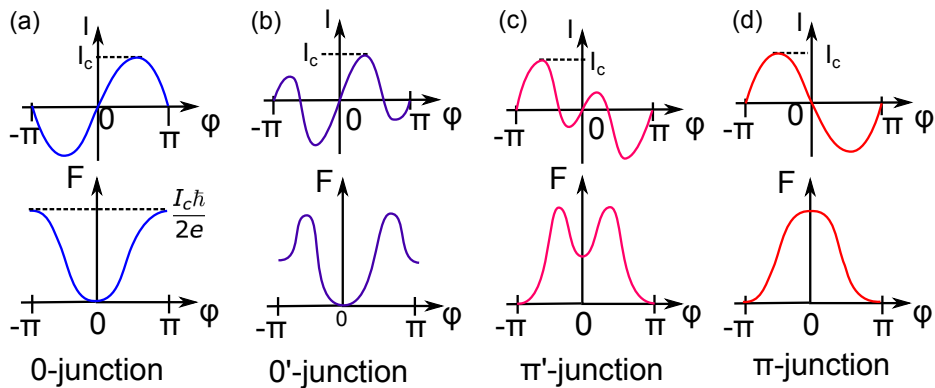 (a)
I
I_c
0
-π
π
φ
F
I_cħ
2e
-π
0
π
φ
0-junction
(b)
I
I_c
0
-π
π
φ
F
-π
0
π
φ
0'-junction
(c)
I
I_c
0
-π
π
φ
F
-π
0
π
φ
π'-junction
(d)
I
I_c
0
-π
π
φ
F
-π
0
π
φ
π-junction